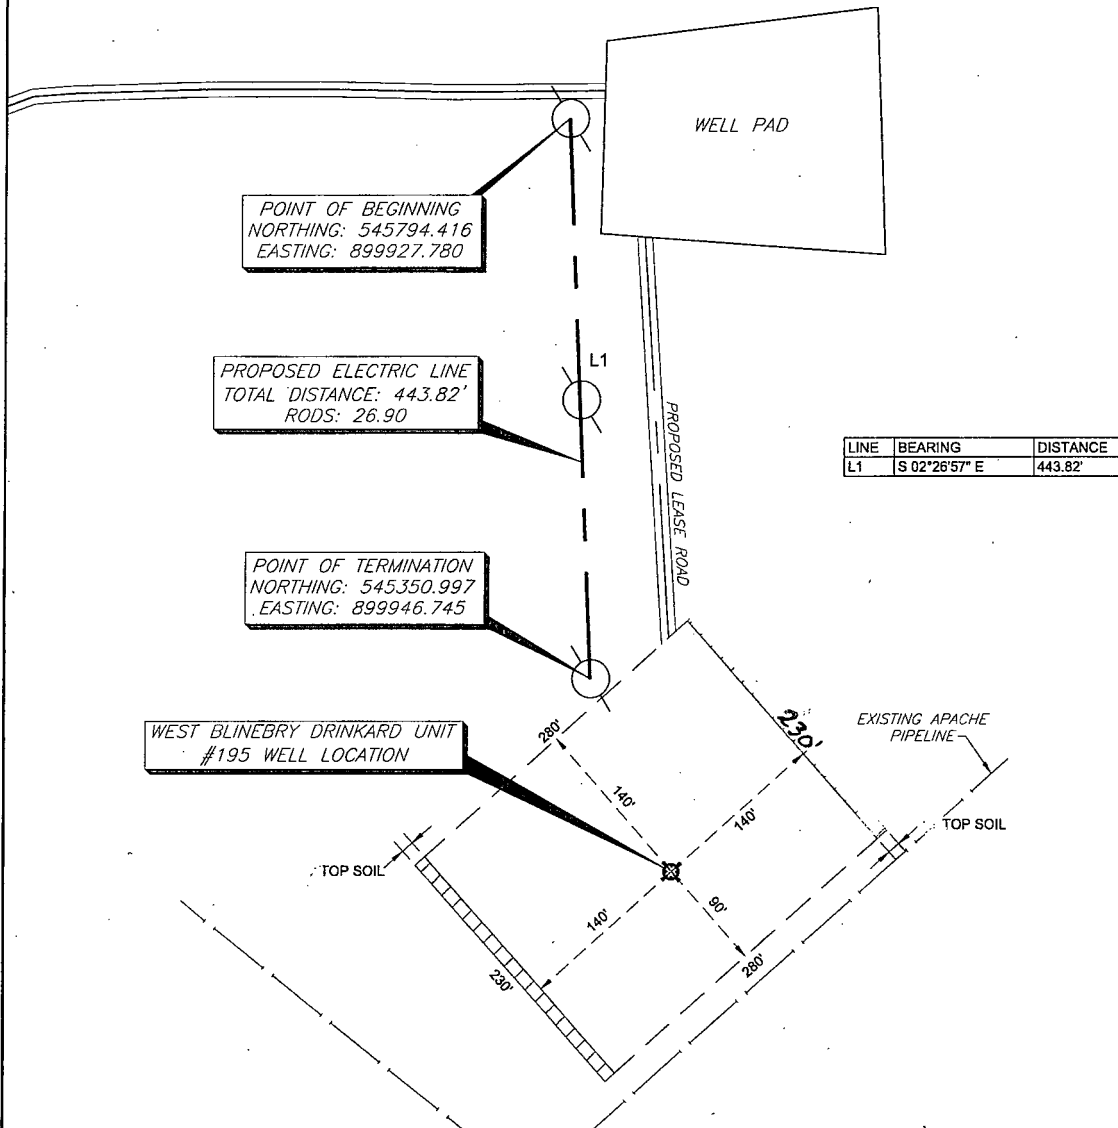 WELL PAD
POINT OF BEGINNING
NORTHING: 545794.416
EASTING: 899927.780
L1
PROPOSED ELECTRIC LINE
TOTAL DISTANCE: 443.82'
RODS: 26.90
PROPOSED LEASE ROAD
LINE BEARING DISTANCE
L1 S 02°26'57" E 443.82'
POINT OF TERMINATION
NORTHING: 545350.997
EASTING: 899946.745
WEST BLINEBRY DRINKARD UNIT
#195 WELL LOCATION
280'
230'
EXISTING APACHE
PIPELINE
140'
140'
TOP SOIL
TOP SOIL
140'
90'
230'
280'